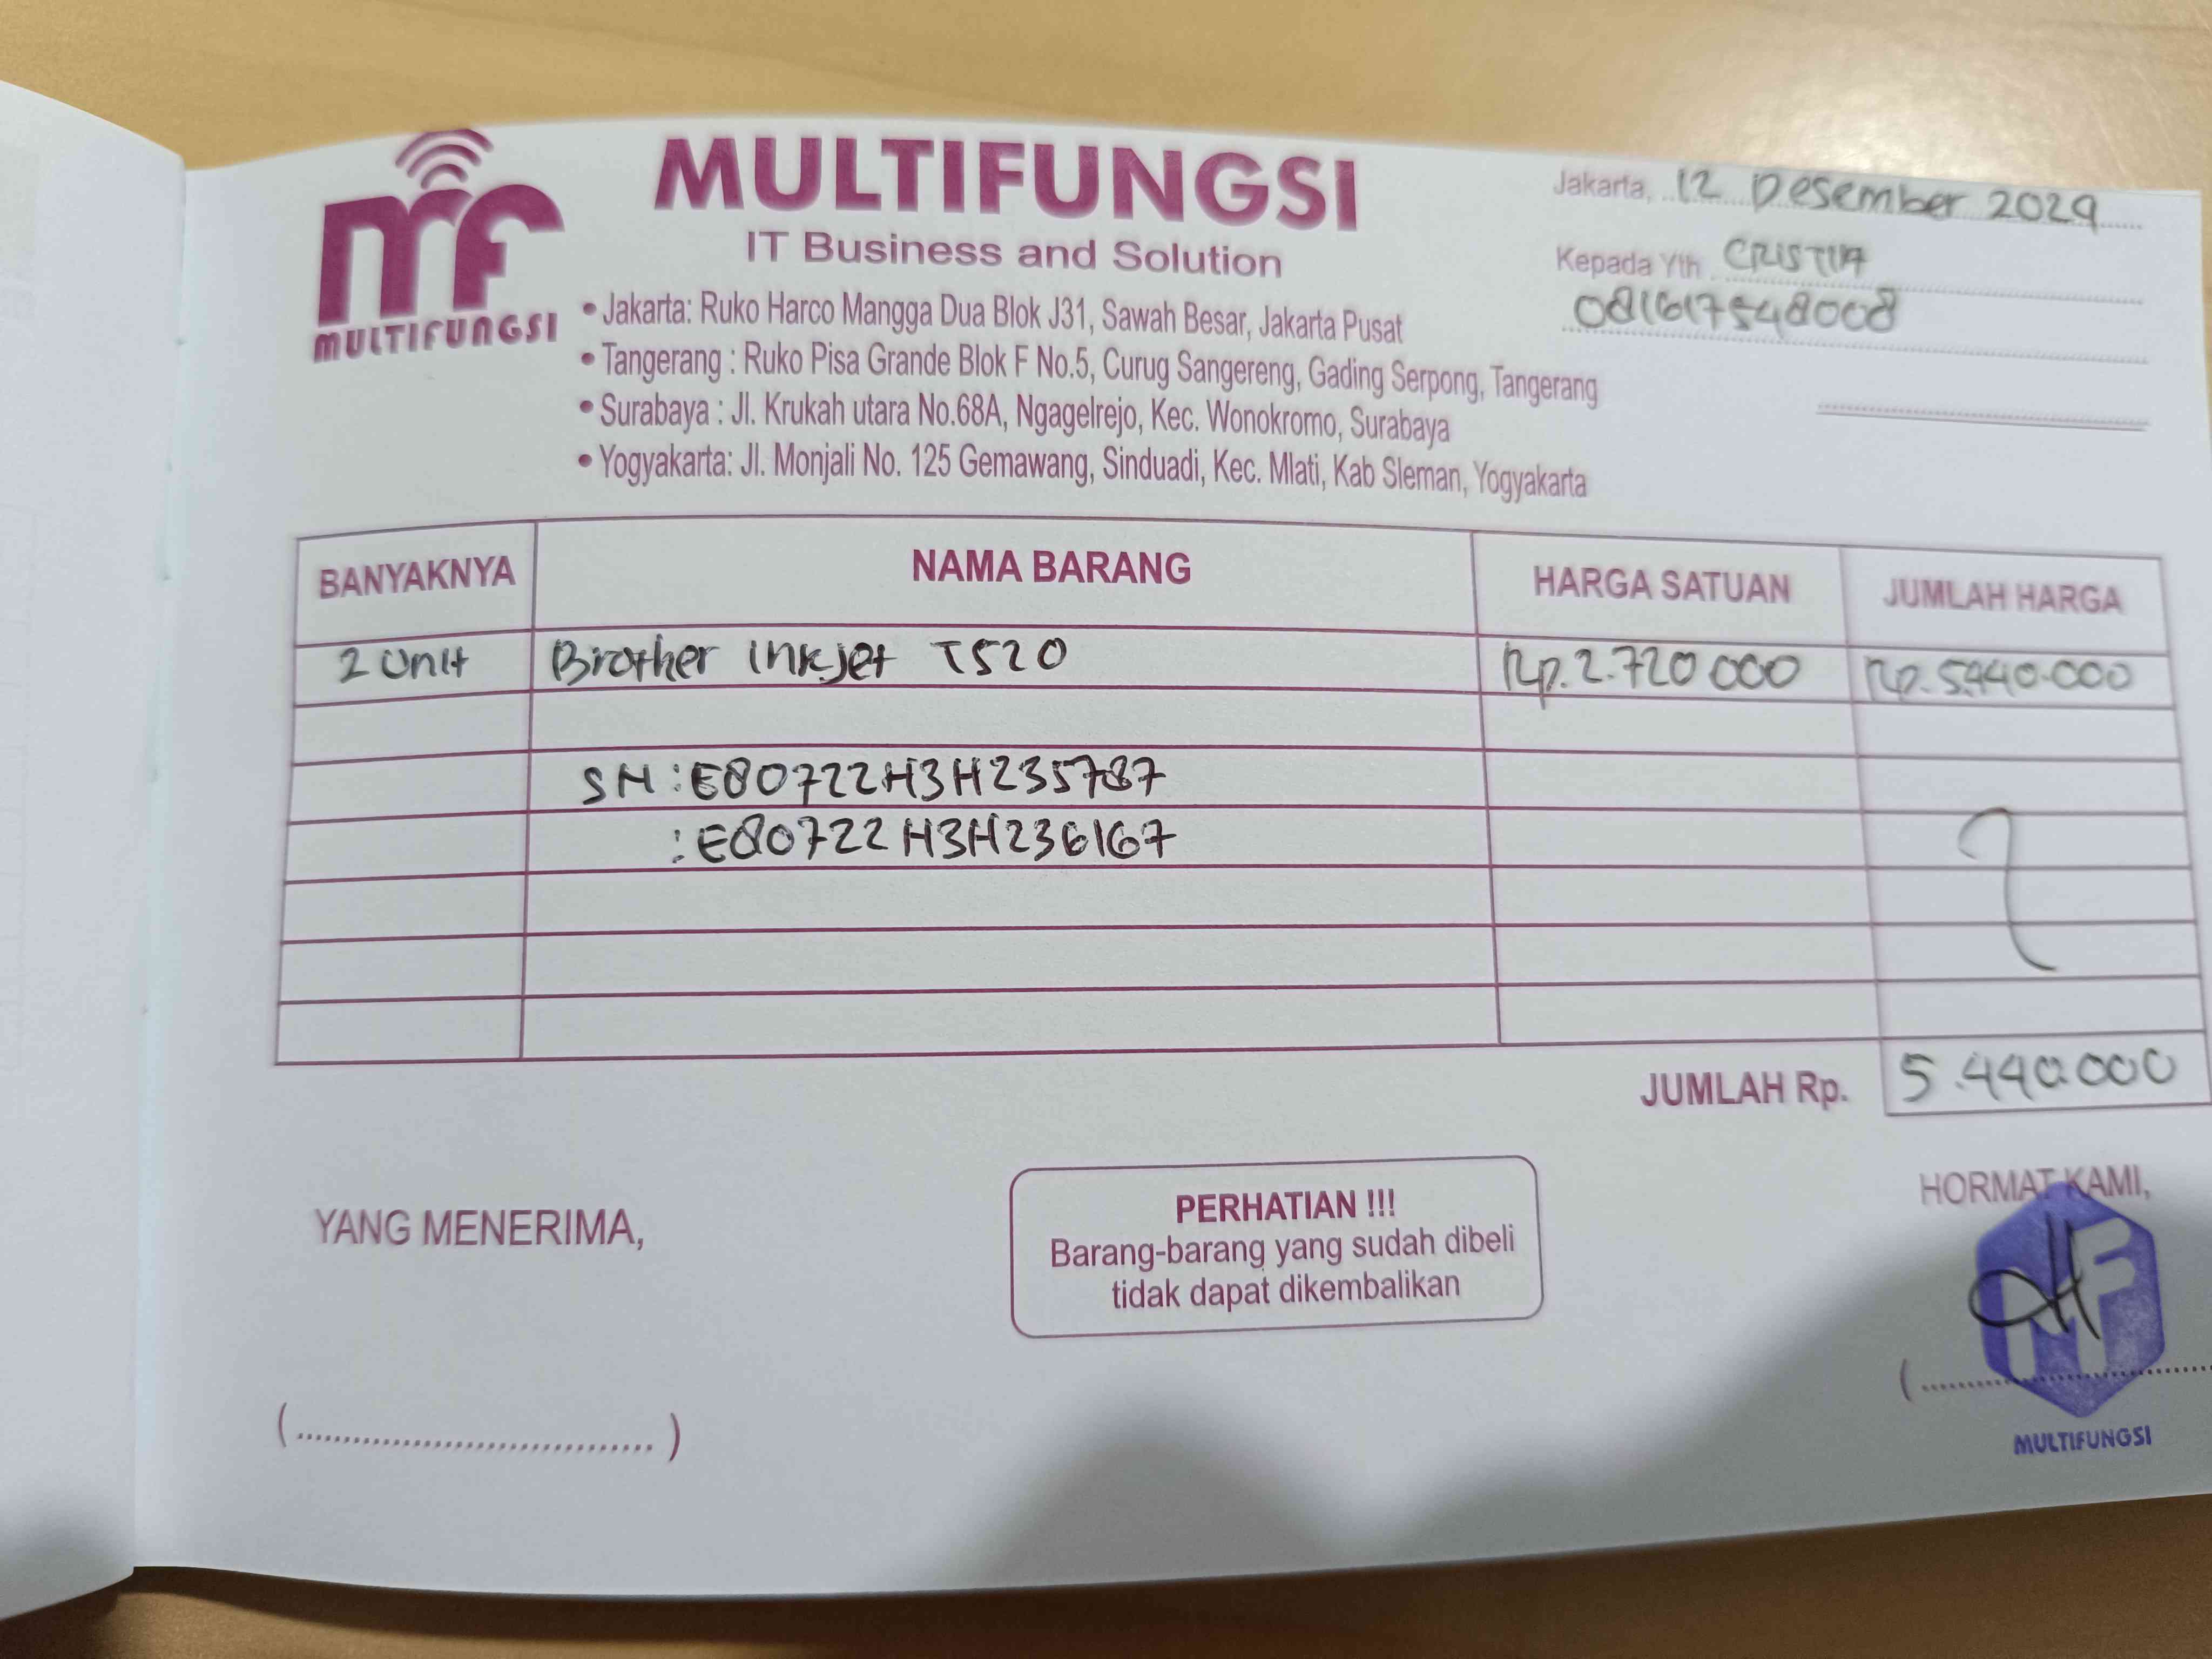 MULTIFUNGSI
IT Business and Solution
MULTIFUNGSI
• Jakarta: Ruko Harco Mangga Dua Blok J31, Sawah Besar, Jakarta Pusat
• Tangerang : Ruko Pisa Grande Blok F No.5, Curug Sangereng, Gading Serpong, Tangerang
• Surabaya : Jl. Krukah utara No.68A, Ngagelrejo, Kec. Wonokromo, Surabaya
• Yogyakarta: Jl. Monjali No. 125 Gemawang, Sinduadi, Kec. Mlati, Kab Sleman, Yogyakarta
Jakarta, 12 Desember 2024
Kepada Yth
081617548008
BANYAKNYA NAMA BARANG HARGA SATUAN JUMLAH HARGA
2 Unit Brother Inkjet T520 Rp. 2.720 000 Rp. 5.440.000
SN : E80722H3H235787
: E80722H3H236167
JUMLAH Rp. 5.440.000
YANG MENERIMA,
PERHATIAN !!!
Barang-barang yang sudah dibeli
tidak dapat dikembalikan
HORMAT KAMI,
MF
MULTIFUNGSI